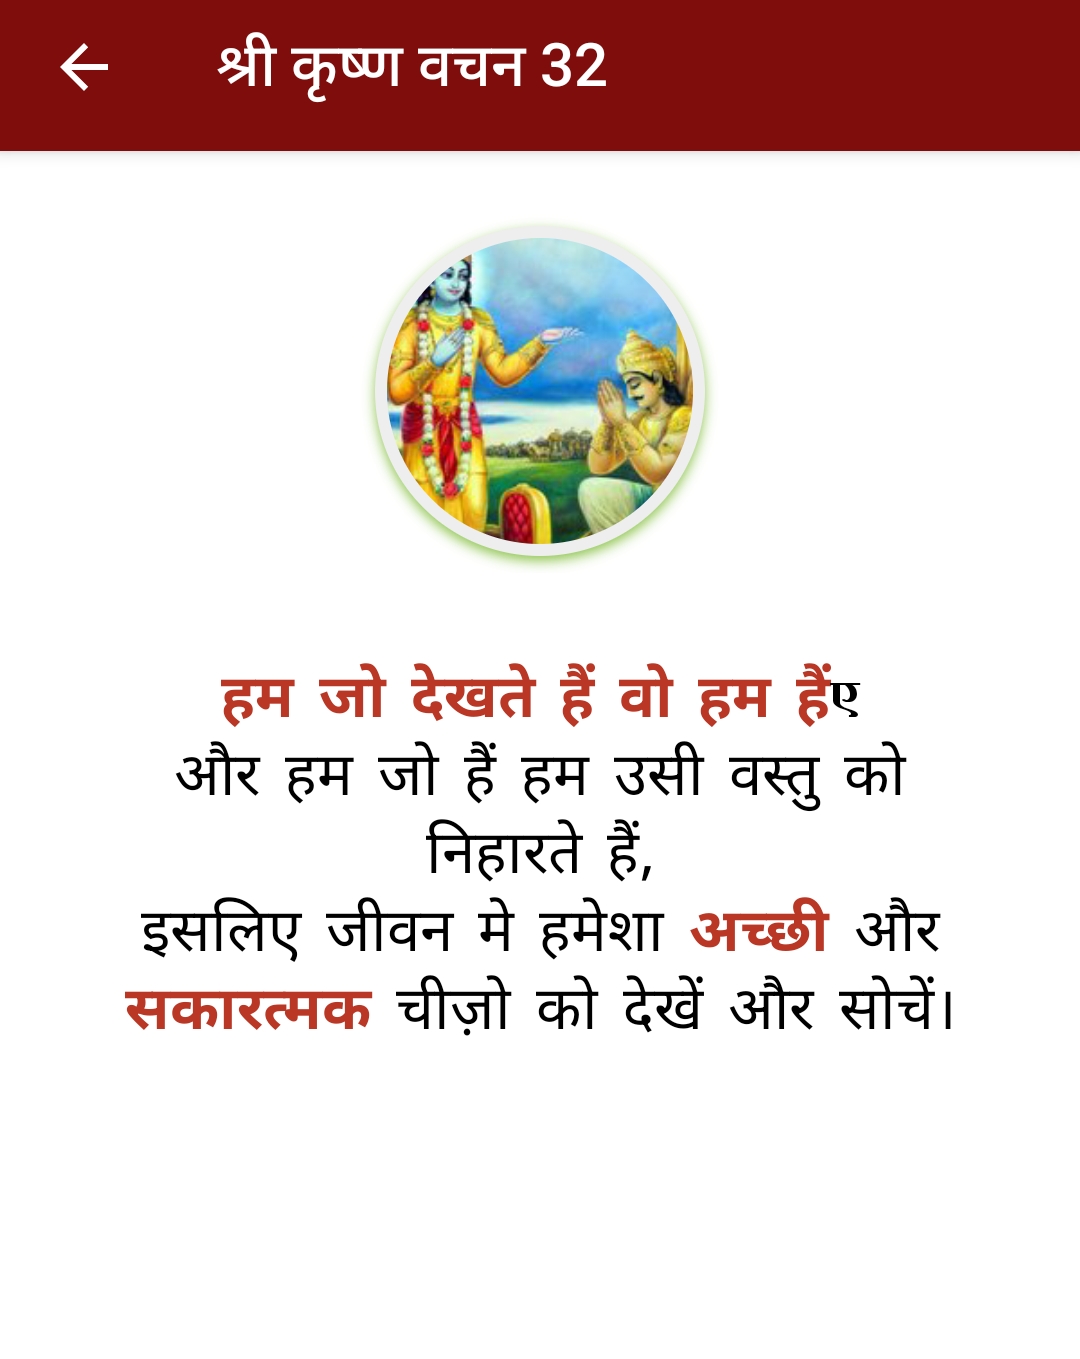 श्री कृष्ण वचन 32
हम जो देखते हैं वो हम हैंए
और हम जो हैं हम उसी वस्तु को
निहारते हैं,
इसलिए जीवन मे हमेशा अच्छी और
सकारत्मक चीज़ो को देखें और सोचें।